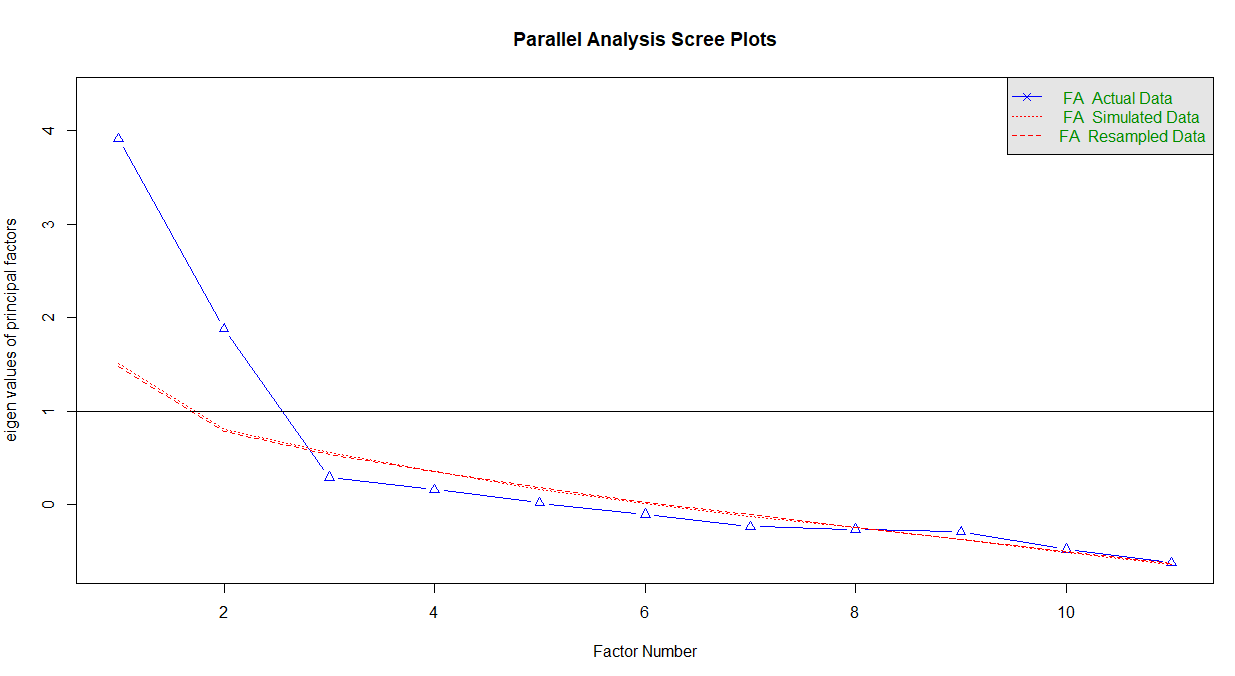 Parallel Analysis Scree Plots
FA Actual Data
FA Simulated Data
FA Resampled Data
eigen values of principal factors
4
3
2
1
0
2
4
6
8
10
Factor Number